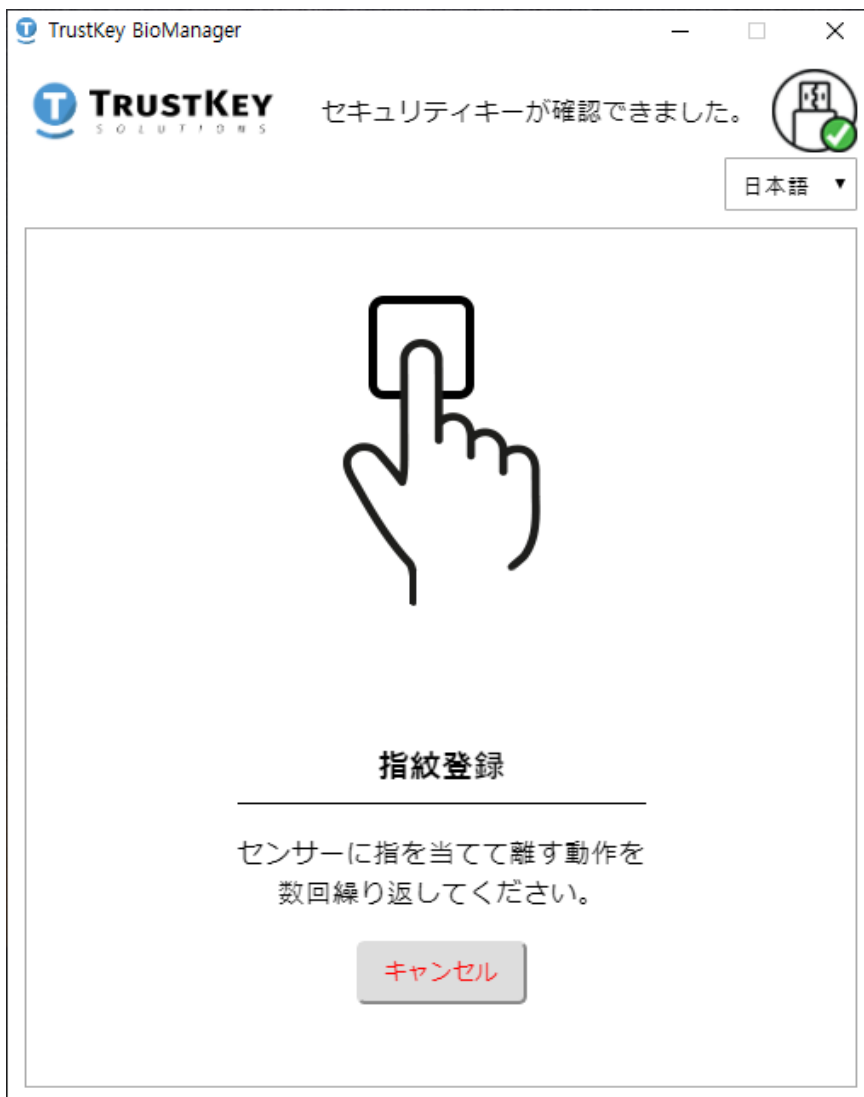 TrustKey BioManager
TRUSTKEY
SOLUTIONS
セキュリティキーが確認できました。
日本語
指紋登録
センサーに指を当てて離す動作を
数回繰り返してください。
キャンセル